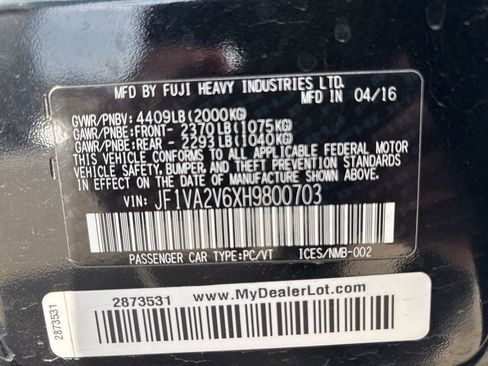 MFD BY FUJI HEAVY INDUSTRIES LTD.
MFD IN 04/16
GVWR/PNBV: 4409LB(2000KG)
GAWR/PNBE:FRONT- 2370LB(1075KG)
GAWR/PNBE:REAR - 2293LB(1040KG)
THIS VEHICLE CONFORMS TO ALL APPLICABLE FEDERAL MOTOR
VEHICLE SAFETY, BUMPER, AND THEFT PREVENTION STANDARDS
IN EFFECT ON THE DATE OF MANUFACTURE SHOWN ABOVE.
VIN: JF1VA2V6XH9800703
PASSENGER CAR TYPE:PC/VT ICES/NMB-002
2873531 www.MyDealerLot.com
2873531